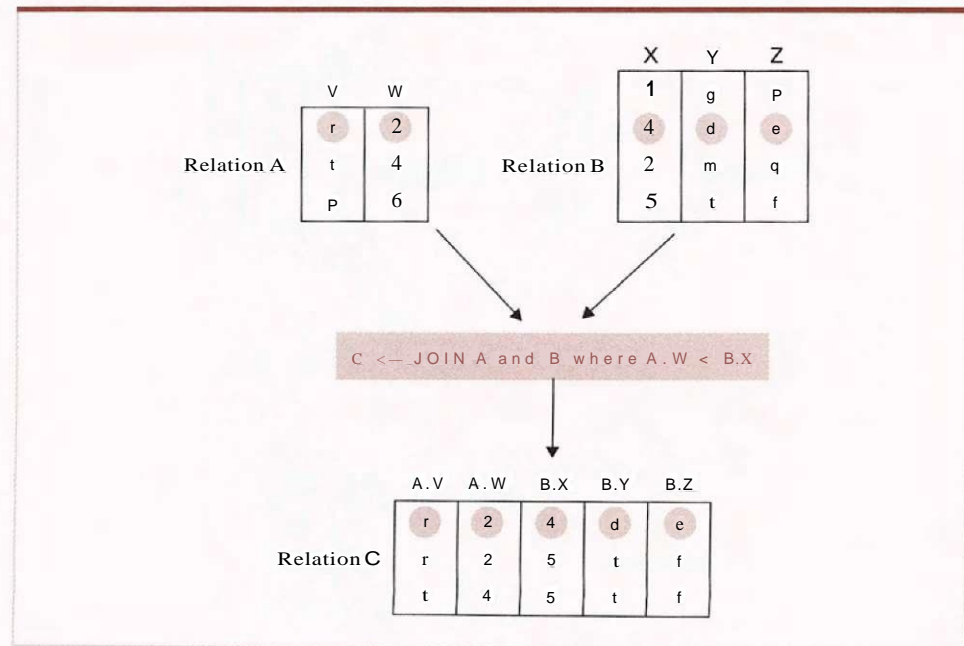 X Y Z
1 g p
V W
r 2
4 d e
Relation A
t 4
Relation B
2 m q
p 6
5 t f
C <— JOIN A and B where A.W < B.X
A.V A.W B.X B.Y B.Z
r 2 4 d e
Relation C
r 2 5 t f
t 4 5 t f